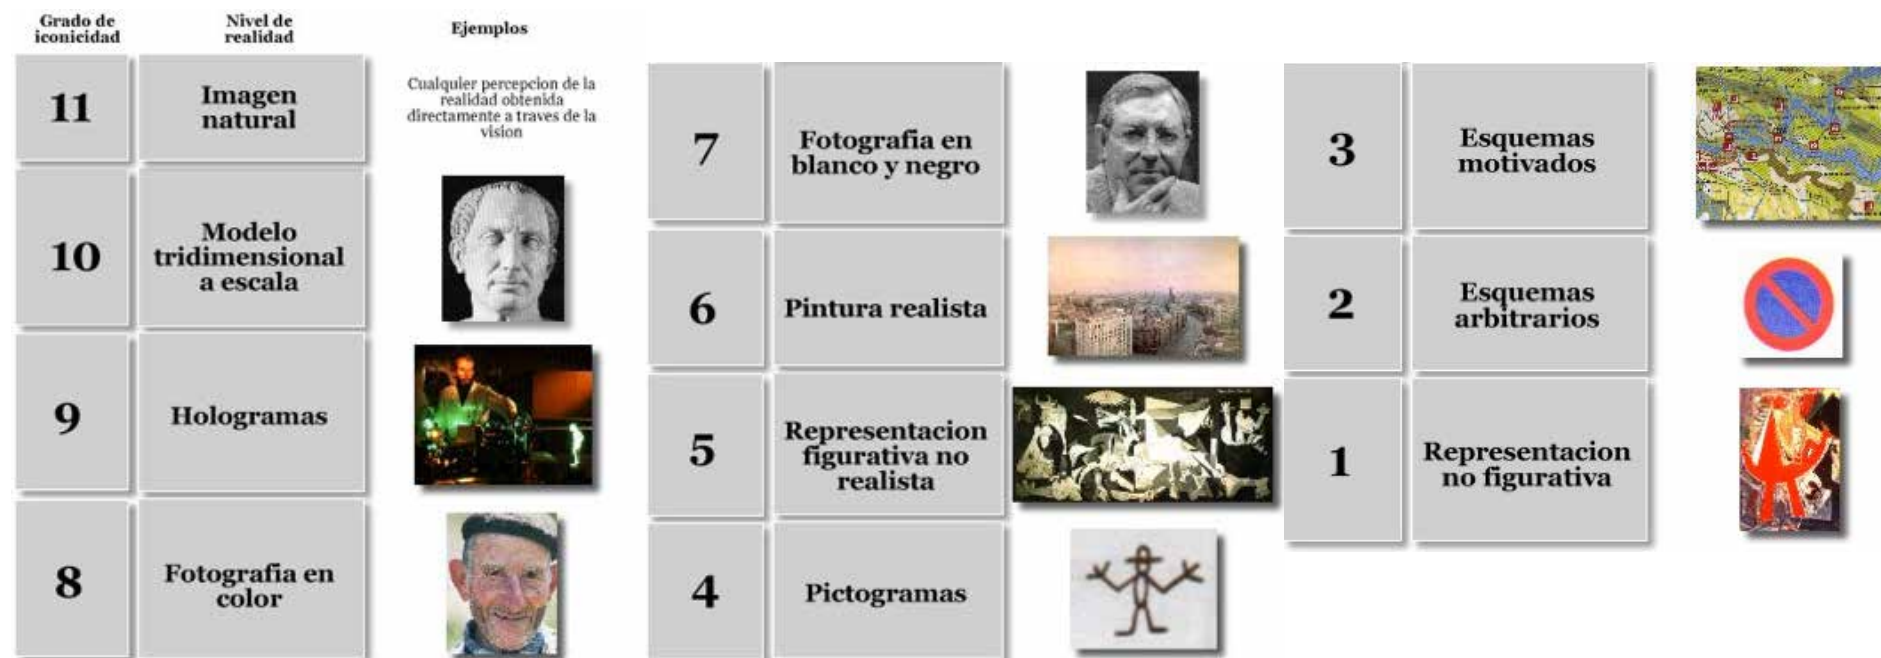 Grado de
iconicidad
Nivel de
realidad
Ejemplos
11
Imagen
natural
Cualquier percepcion de la
realidad obtenida
directamente a traves de la
vision
10
Modelo
tridimensional
a escala
9
Hologramas
8
Fotografia en
color
7
Fotografia en
blanco y negro
6
Pintura realista
5
Representacion
figurativa no
realista
4
Pictogramas
3
Esquemas
motivados
2
Esquemas
arbitrarios
1
Representacion
no figurativa